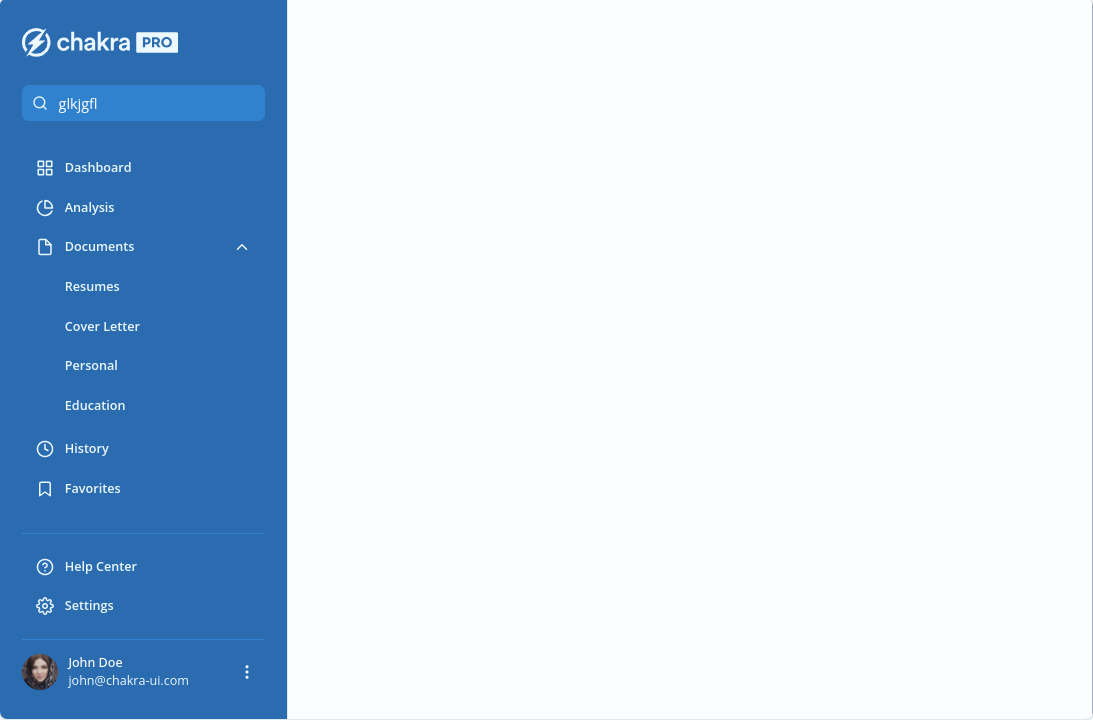 chakra PRO
glkjgfl
Dashboard
Analysis
Documents
Resumes
Cover Letter
Personal
Education
History
Favorites
Help Center
Settings
John Doe
john@chakra-ui.com